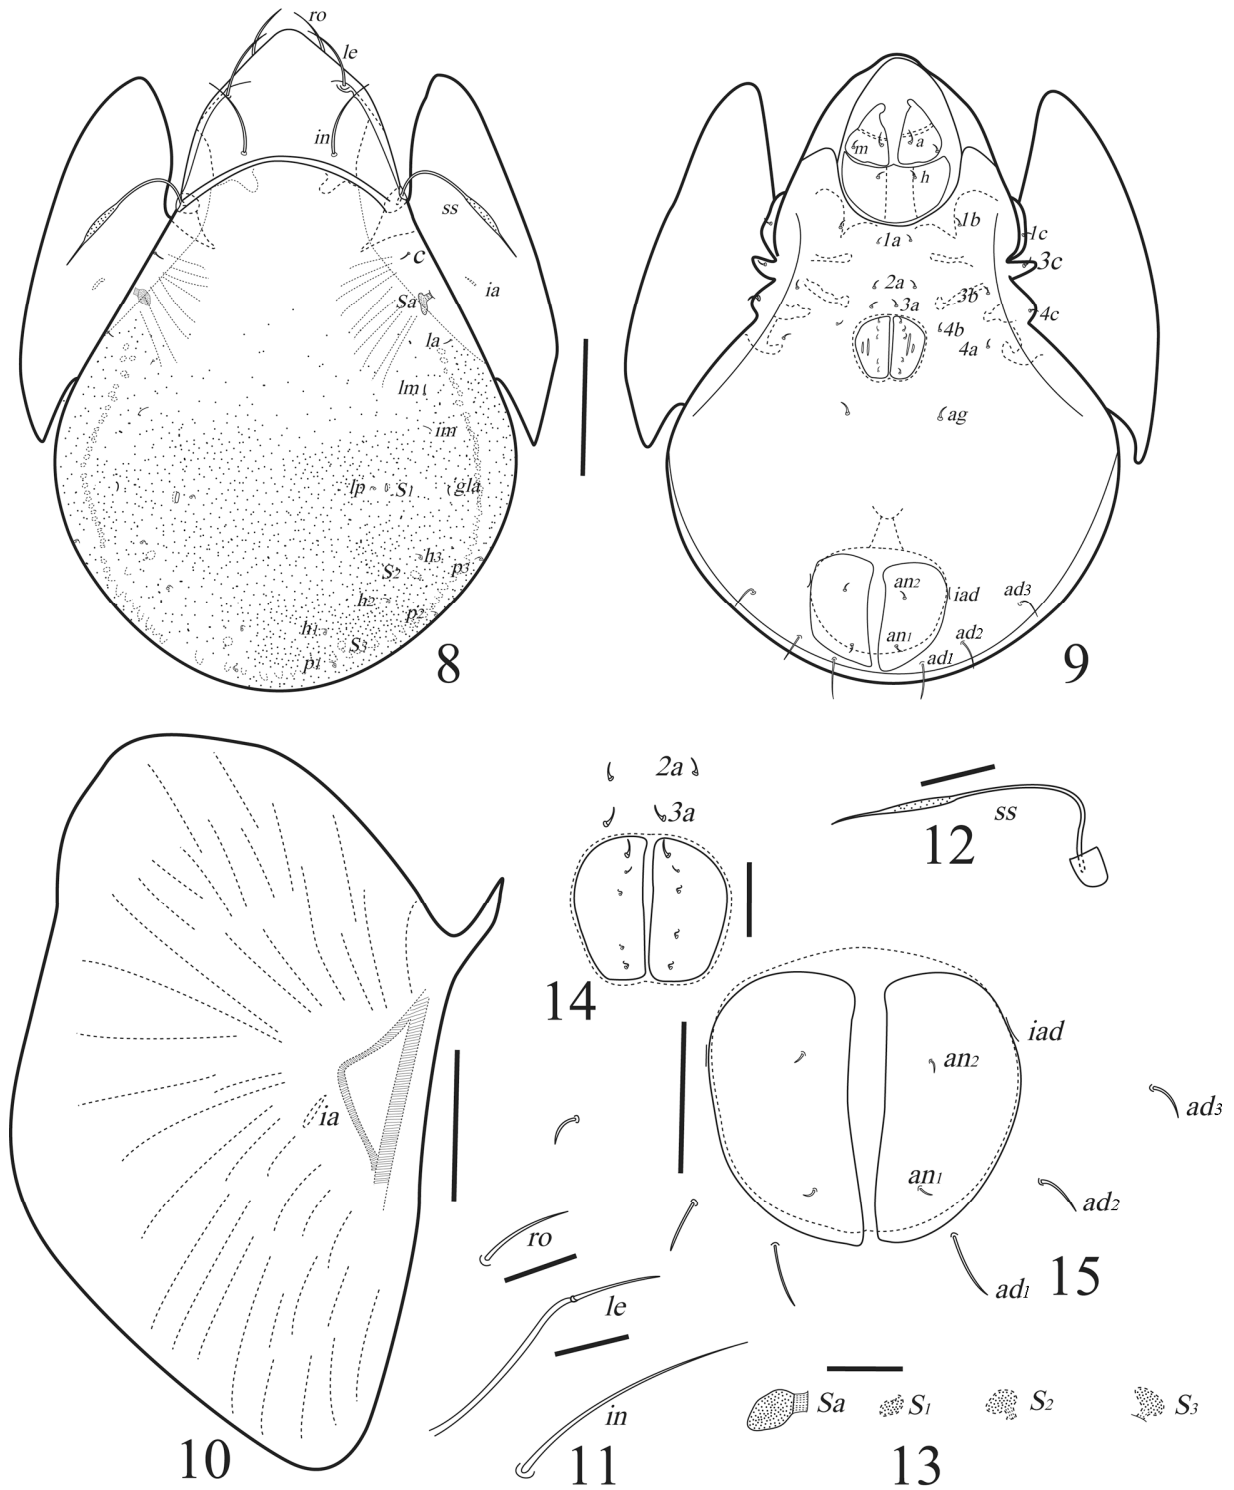 ro
le
in
ss
c
ia
Sa
la
lm
im
lp S1 gla
h3
S2 p3
h2
p2
h1
S3
p1
8
m a
h
1b
1a 1c
3c
2a
3b
3a
4c
4b
4a
ag
an2
iad ad3
an1 ad2
ad1
9
ia
10
2a
3a
14
ss
12
iad
an2
ad3
an1
ad2
ad1
15
ro
le
in
11
Sa S1 S2 S3
13